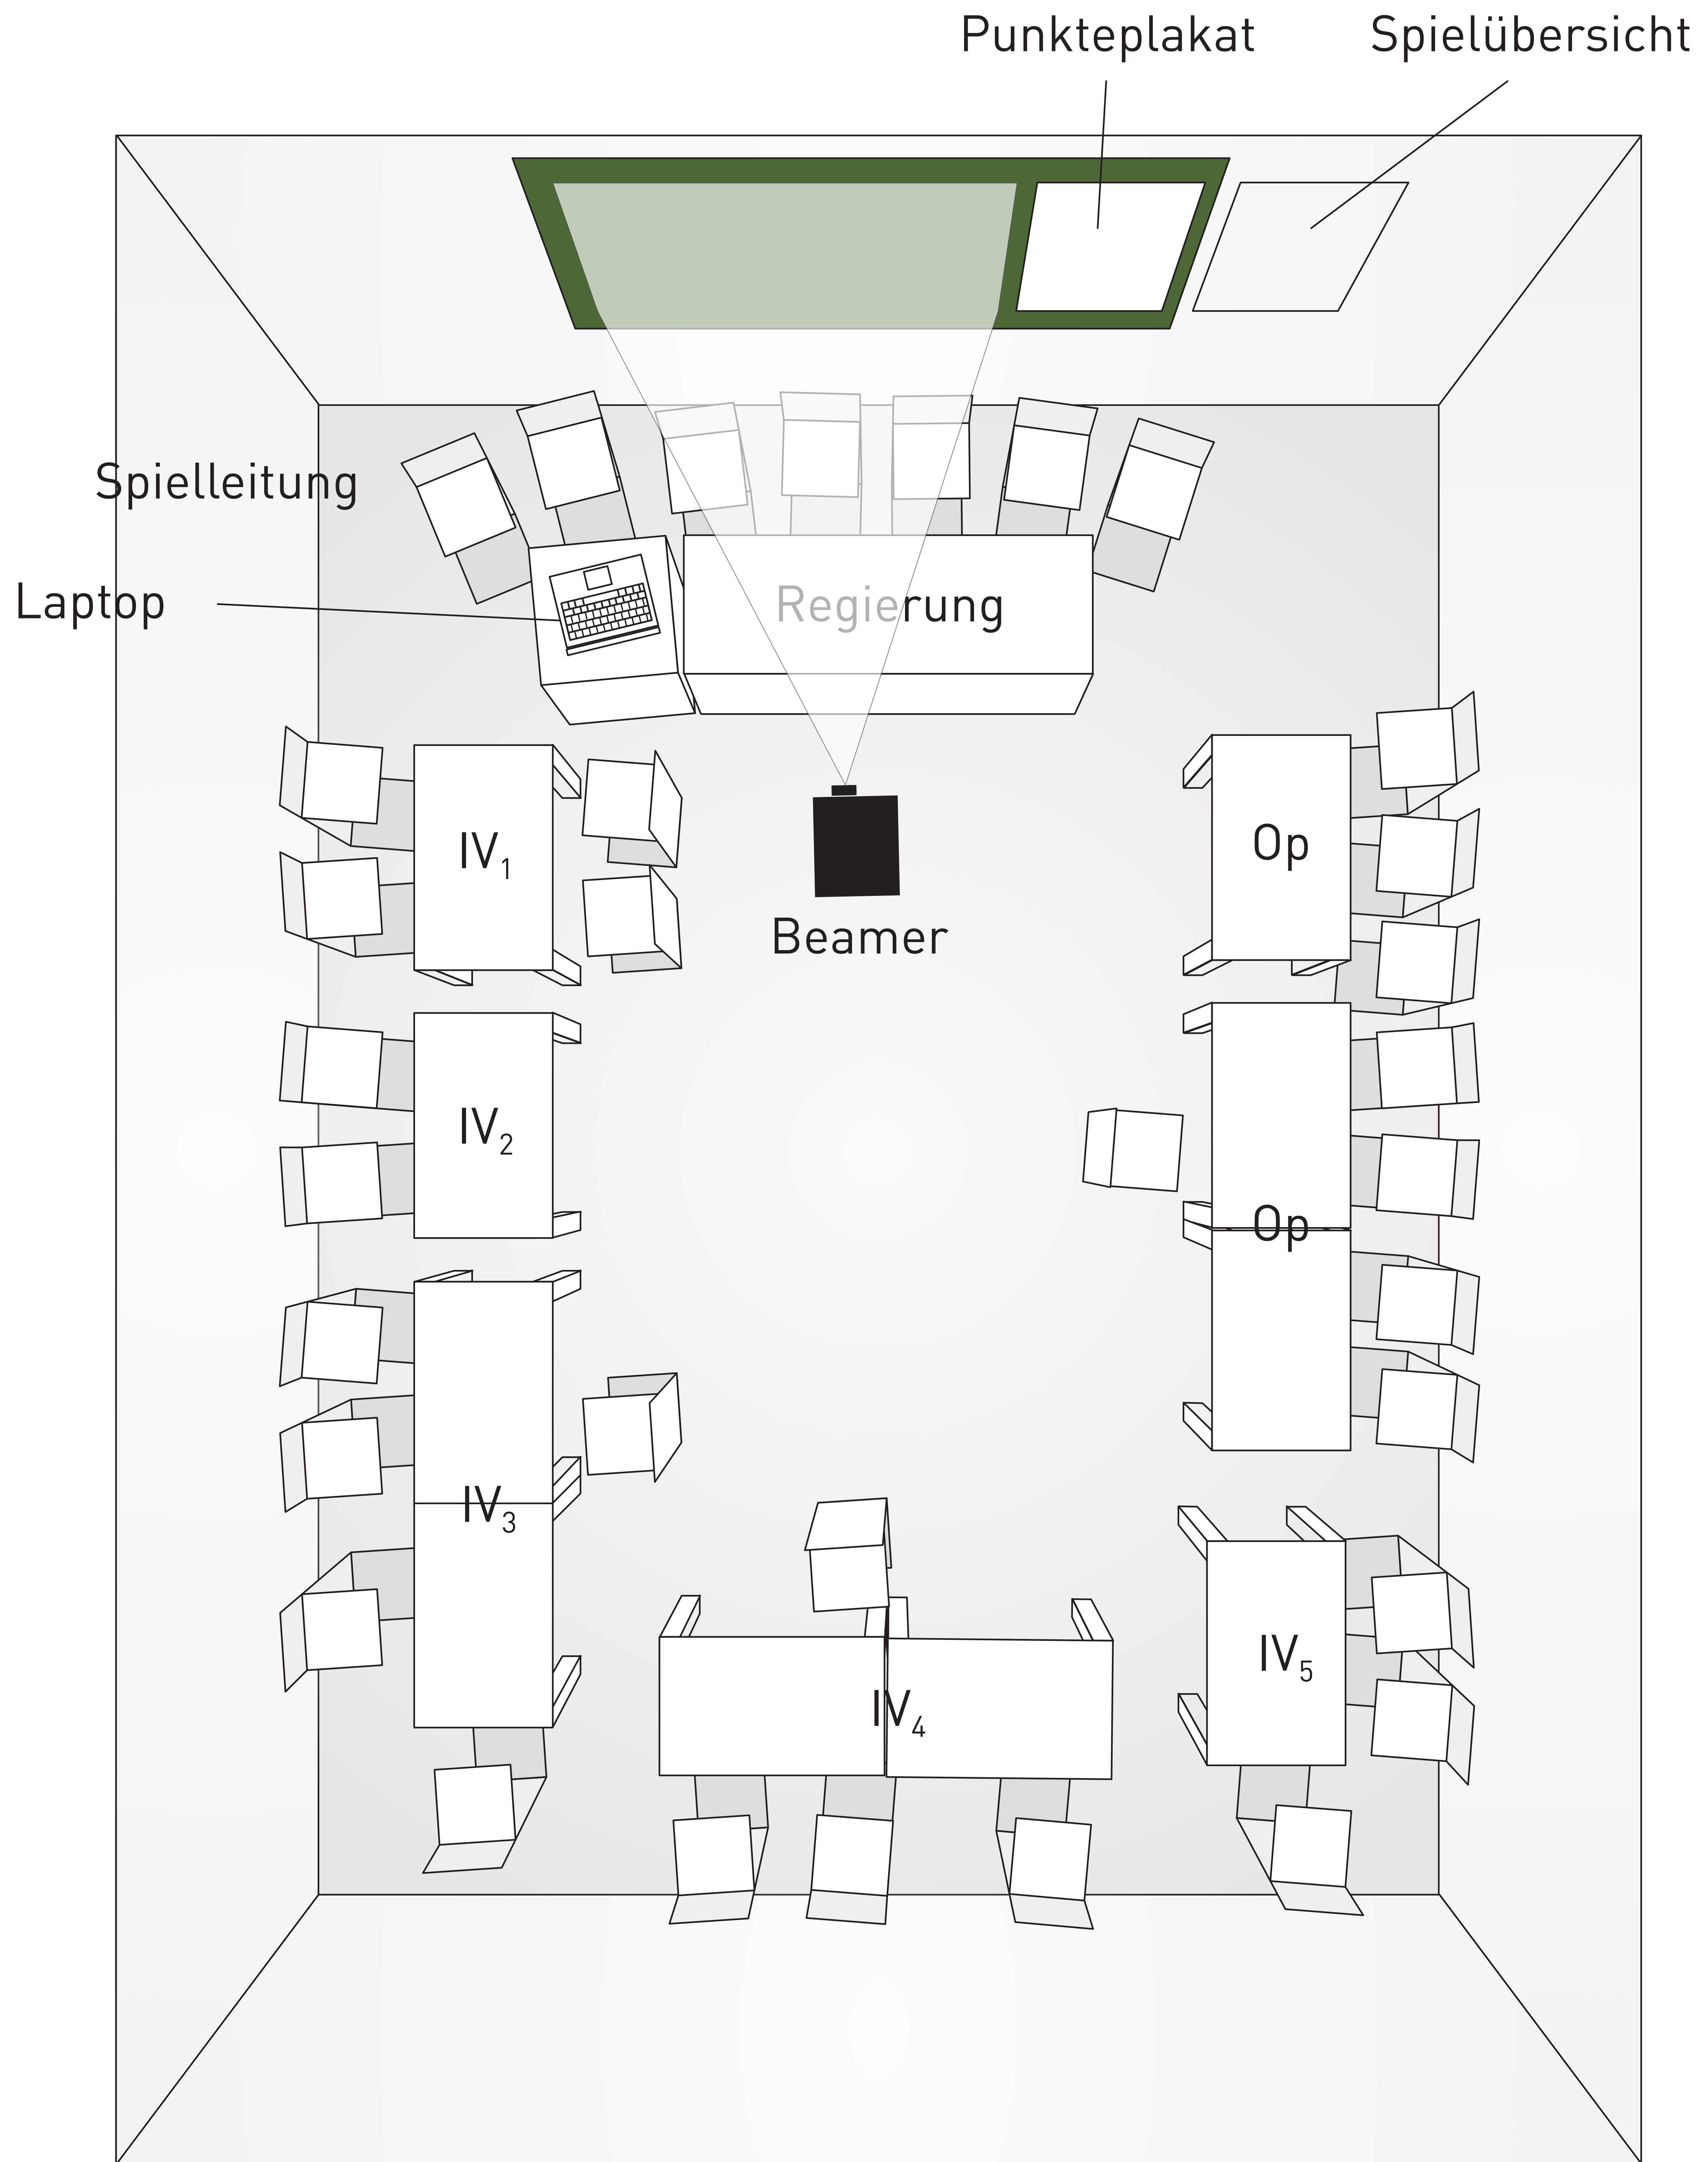 Punkteplakat
Spielübersicht
Spielleitung
Laptop
Regierung
IV₁
Op
Beamer
IV₂
Op
IV₃
IV₄
IV₅